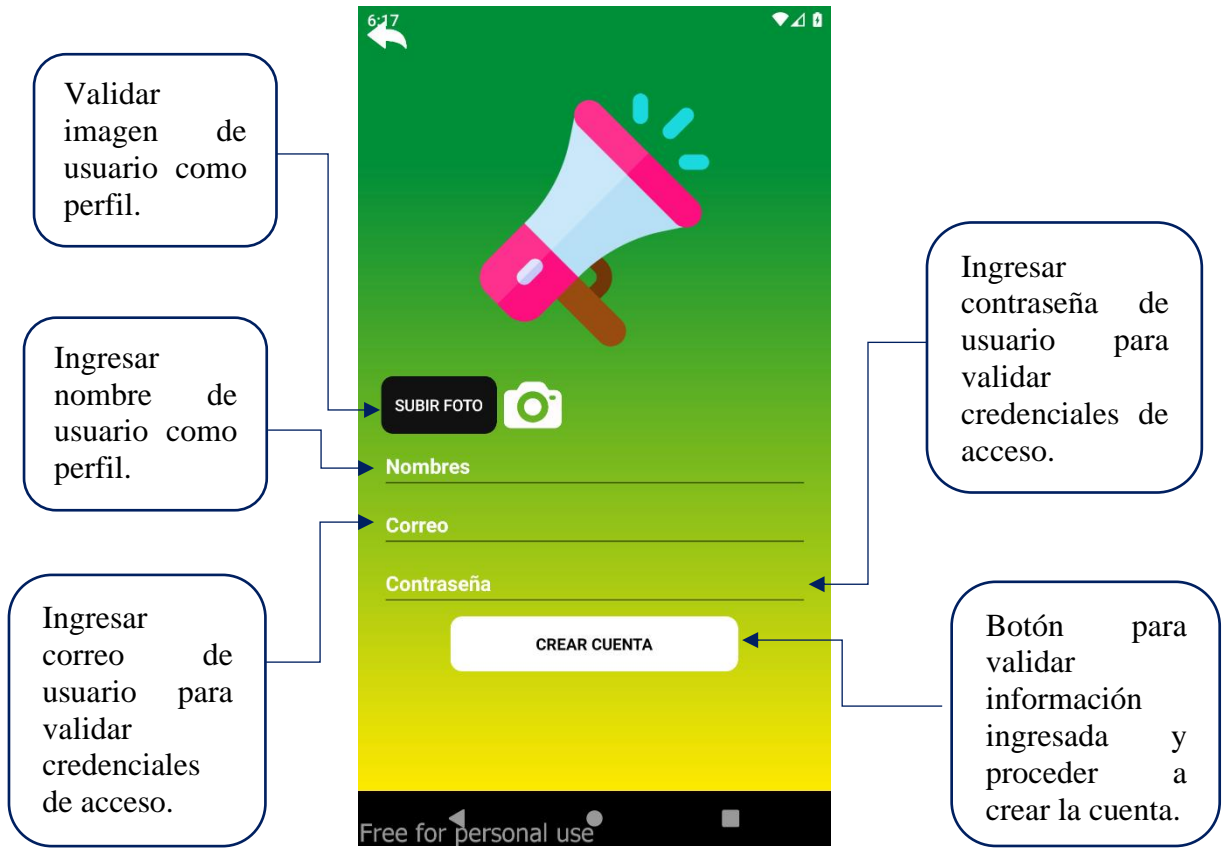 Validar
imagen de
usuario como
perfil.
Ingresar
nombre de
usuario como
perfil.
Ingresar
correo de
usuario para
validar
credenciales
de acceso.
6:17
SUBIR FOTO
Nombres
Correo
Contraseña
CREAR CUENTA
Free for personal use
Ingresar
contraseña de
usuario para
validar
credenciales de
acceso.
Botón para
validar
información
ingresada y
proceder a
crear la cuenta.